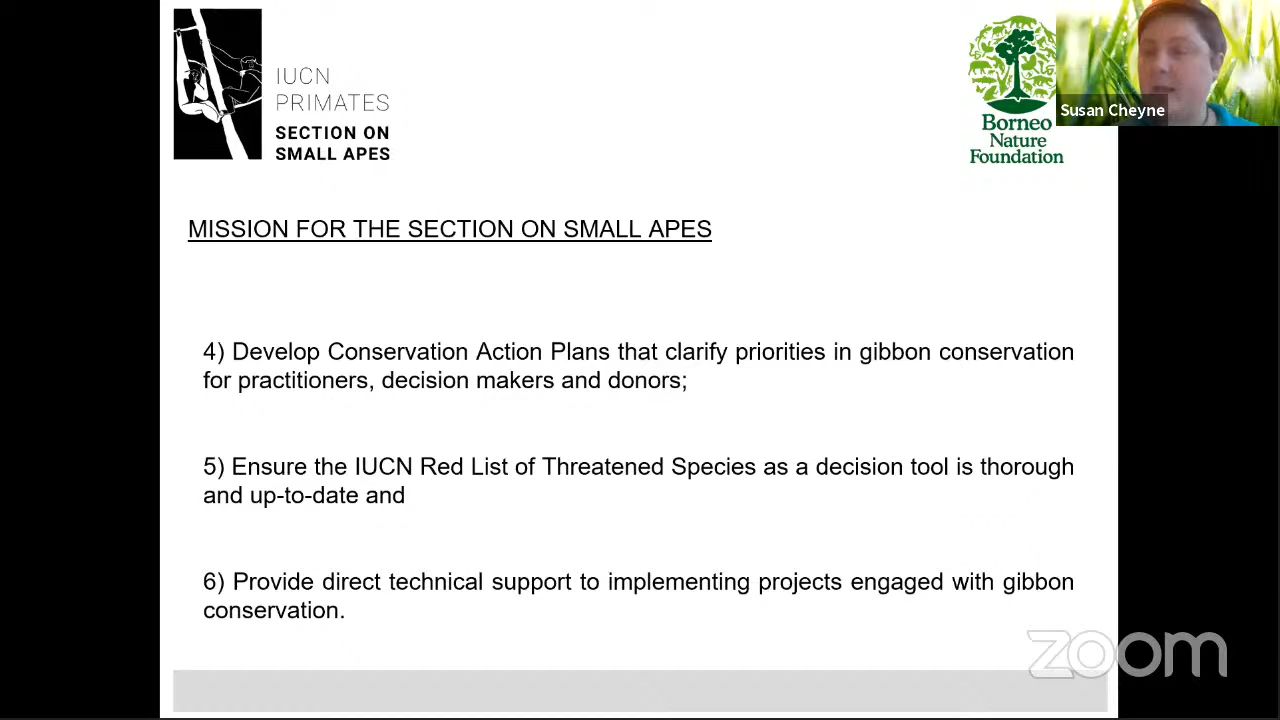 IUCN
PRIMATES
SECTION ON
SMALL APES
Borneo
Nature
Foundation
Susan Cheyne
MISSION FOR THE SECTION ON SMALL APES
4) Develop Conservation Action Plans that clarify priorities in gibbon conservation
for practitioners, decision makers and donors;
5) Ensure the IUCN Red List of Threatened Species as a decision tool is thorough
and up-to-date and
6) Provide direct technical support to implementing projects engaged with gibbon
conservation.
zoom